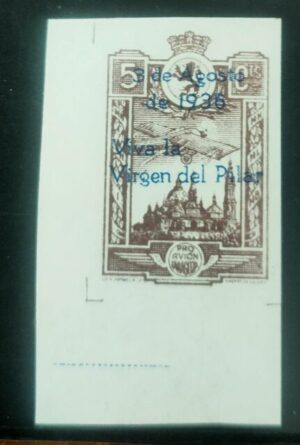 5 Cts
3 de Agosto
de 1936
Viva la
Virgen del Pilar
PRO
AVION